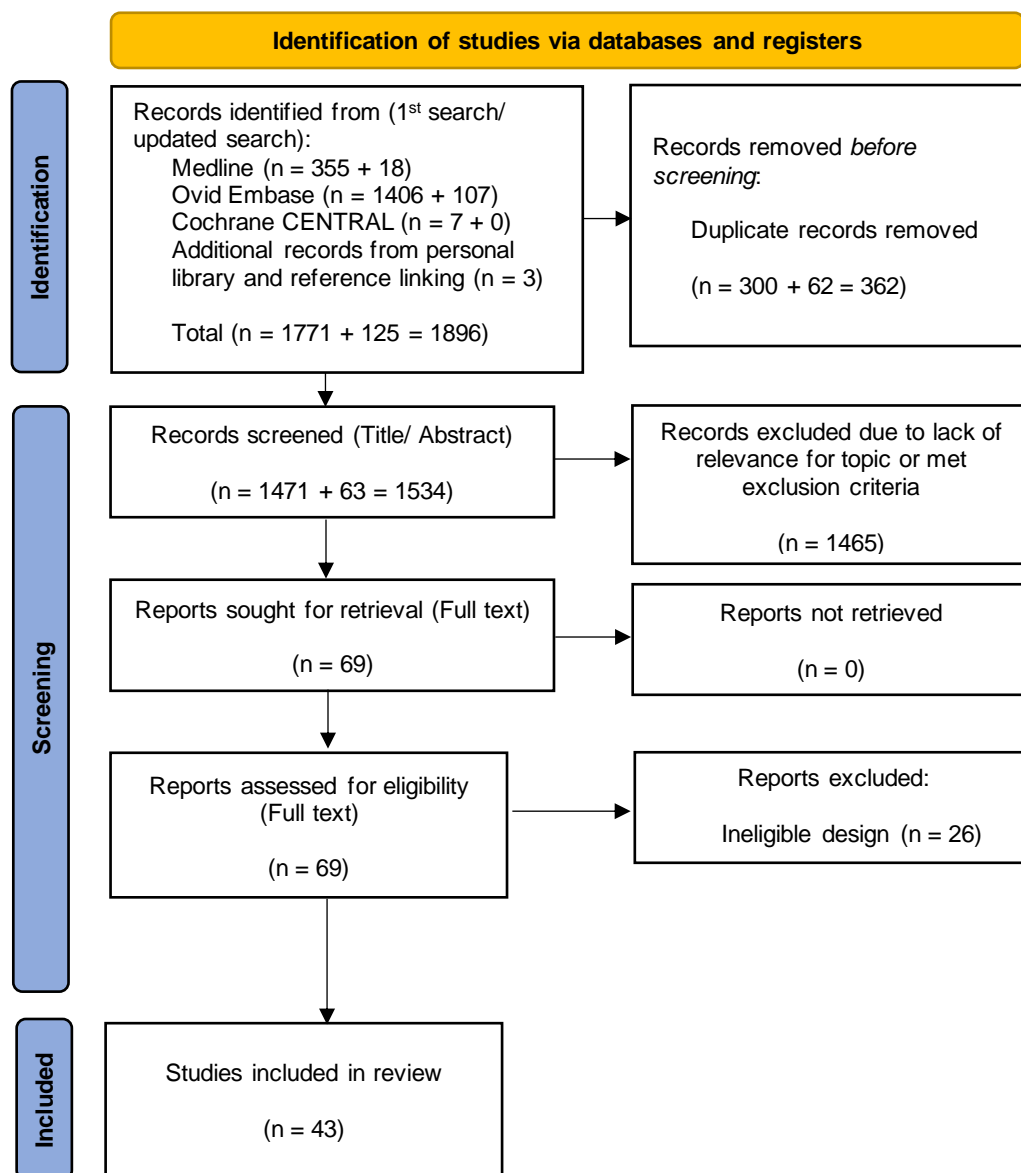 Identification of studies via databases and registers
Identification
Records identified from (1st search/
updated search):
Medline (n = 355 + 18)
Ovid Embase (n = 1406 + 107)
Cochrane CENTRAL (n = 7 + 0)
Additional records from personal
library and reference linking (n = 3)
Total (n = 1771 + 125 = 1896)
Records removed before
screening:
Duplicate records removed
(n = 300 + 62 = 362)
Screening
Records screened (Title/ Abstract)
(n = 1471 + 63 = 1534)
Records excluded due to lack of
relevance for topic or met
exclusion criteria
(n = 1465)
Reports sought for retrieval (Full text)
(n = 69)
Reports not retrieved
(n = 0)
Reports assessed for eligibility
(Full text)
(n = 69)
Reports excluded:
Ineligible design (n = 26)
Included
Studies included in review
(n = 43)